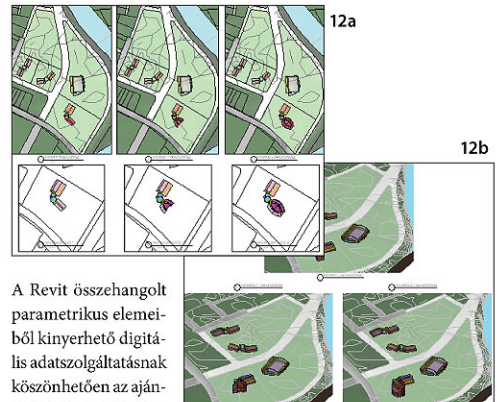 12a
12b
A Revit összehangolt
parametrikus elemei-
ből kinyerhető digitá-
lis adatszolgáltatásnak
köszönhetően az aján-